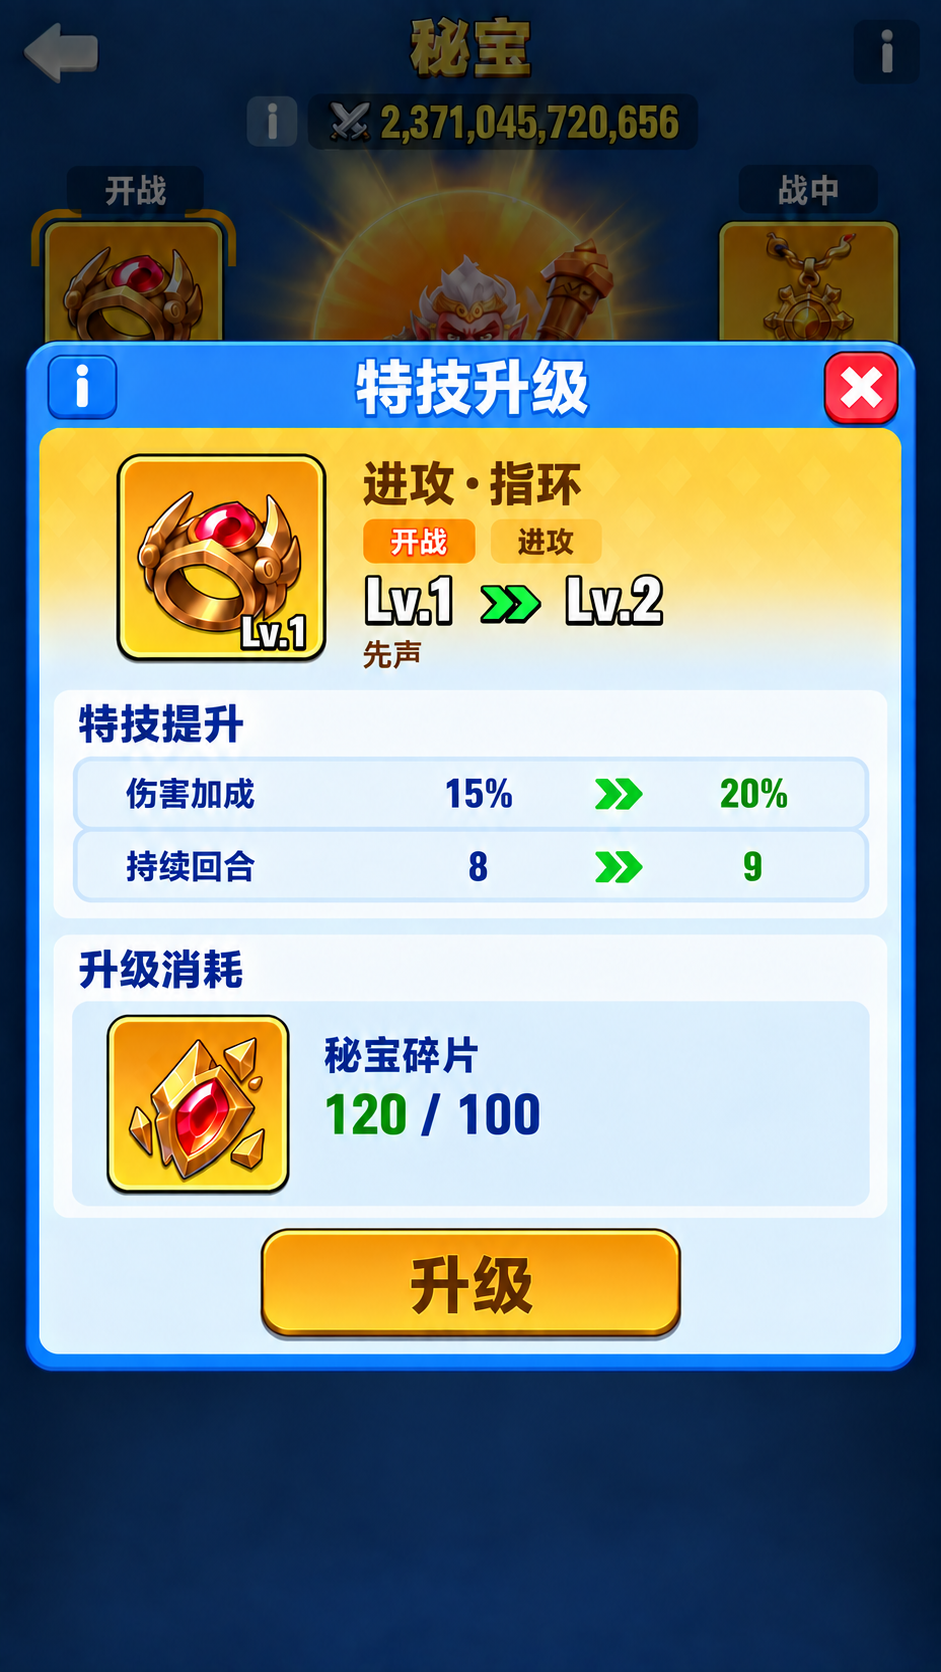 秘宝
i
i 2,371,045,720,656
开战 战中
i 特技升级
进攻·指环
开战 进攻
Lv.1 Lv.2
Lv.1
先声
特技提升
伤害加成 15% 20%
持续回合 8 9
升级消耗
秘宝碎片
120 / 100
升级